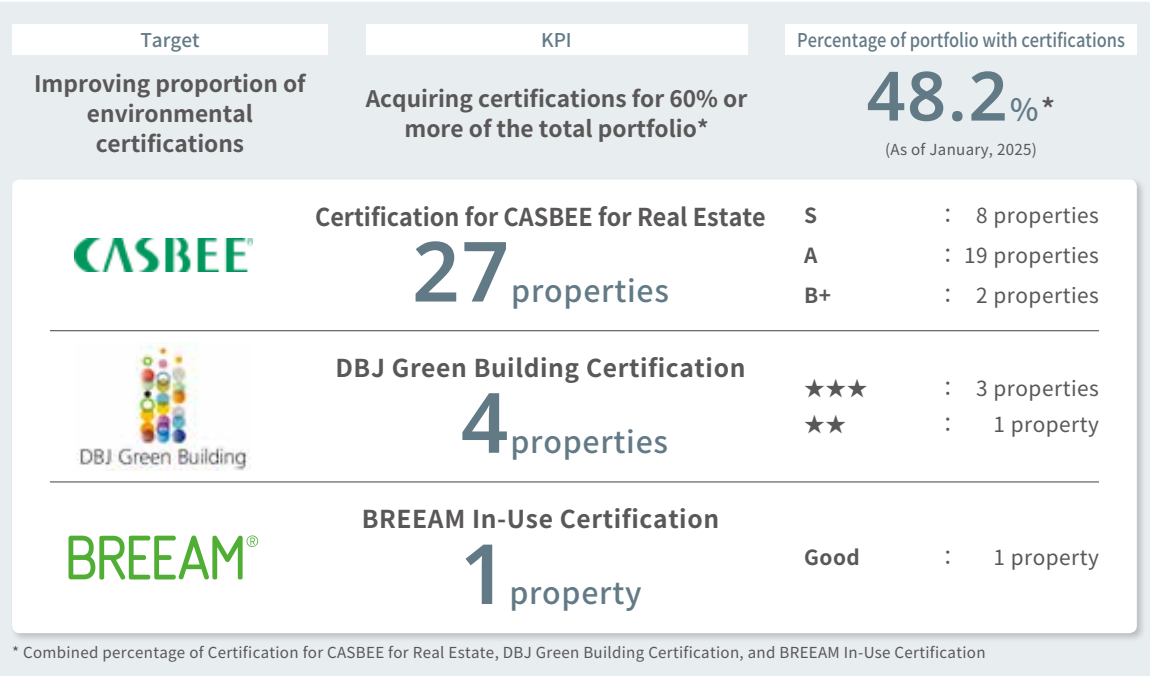 Target
KPI
Percentage of portfolio with certifications
Improving proportion of
environmental
certifications
Acquiring certifications for 60% or
more of the total portfolio*
48.2%*
(As of January, 2025)
CASBEE®
Certification for CASBEE for Real Estate
27 properties
S : 8 properties
A : 19 properties
B+ : 2 properties
DBJ Green Building
DBJ Green Building Certification
4 properties
★★★ : 3 properties
★★ : 1 property
BREEAM®
BREEAM In-Use Certification
1 property
Good : 1 property
* Combined percentage of Certification for CASBEE for Real Estate, DBJ Green Building Certification, and BREEAM In-Use Certification